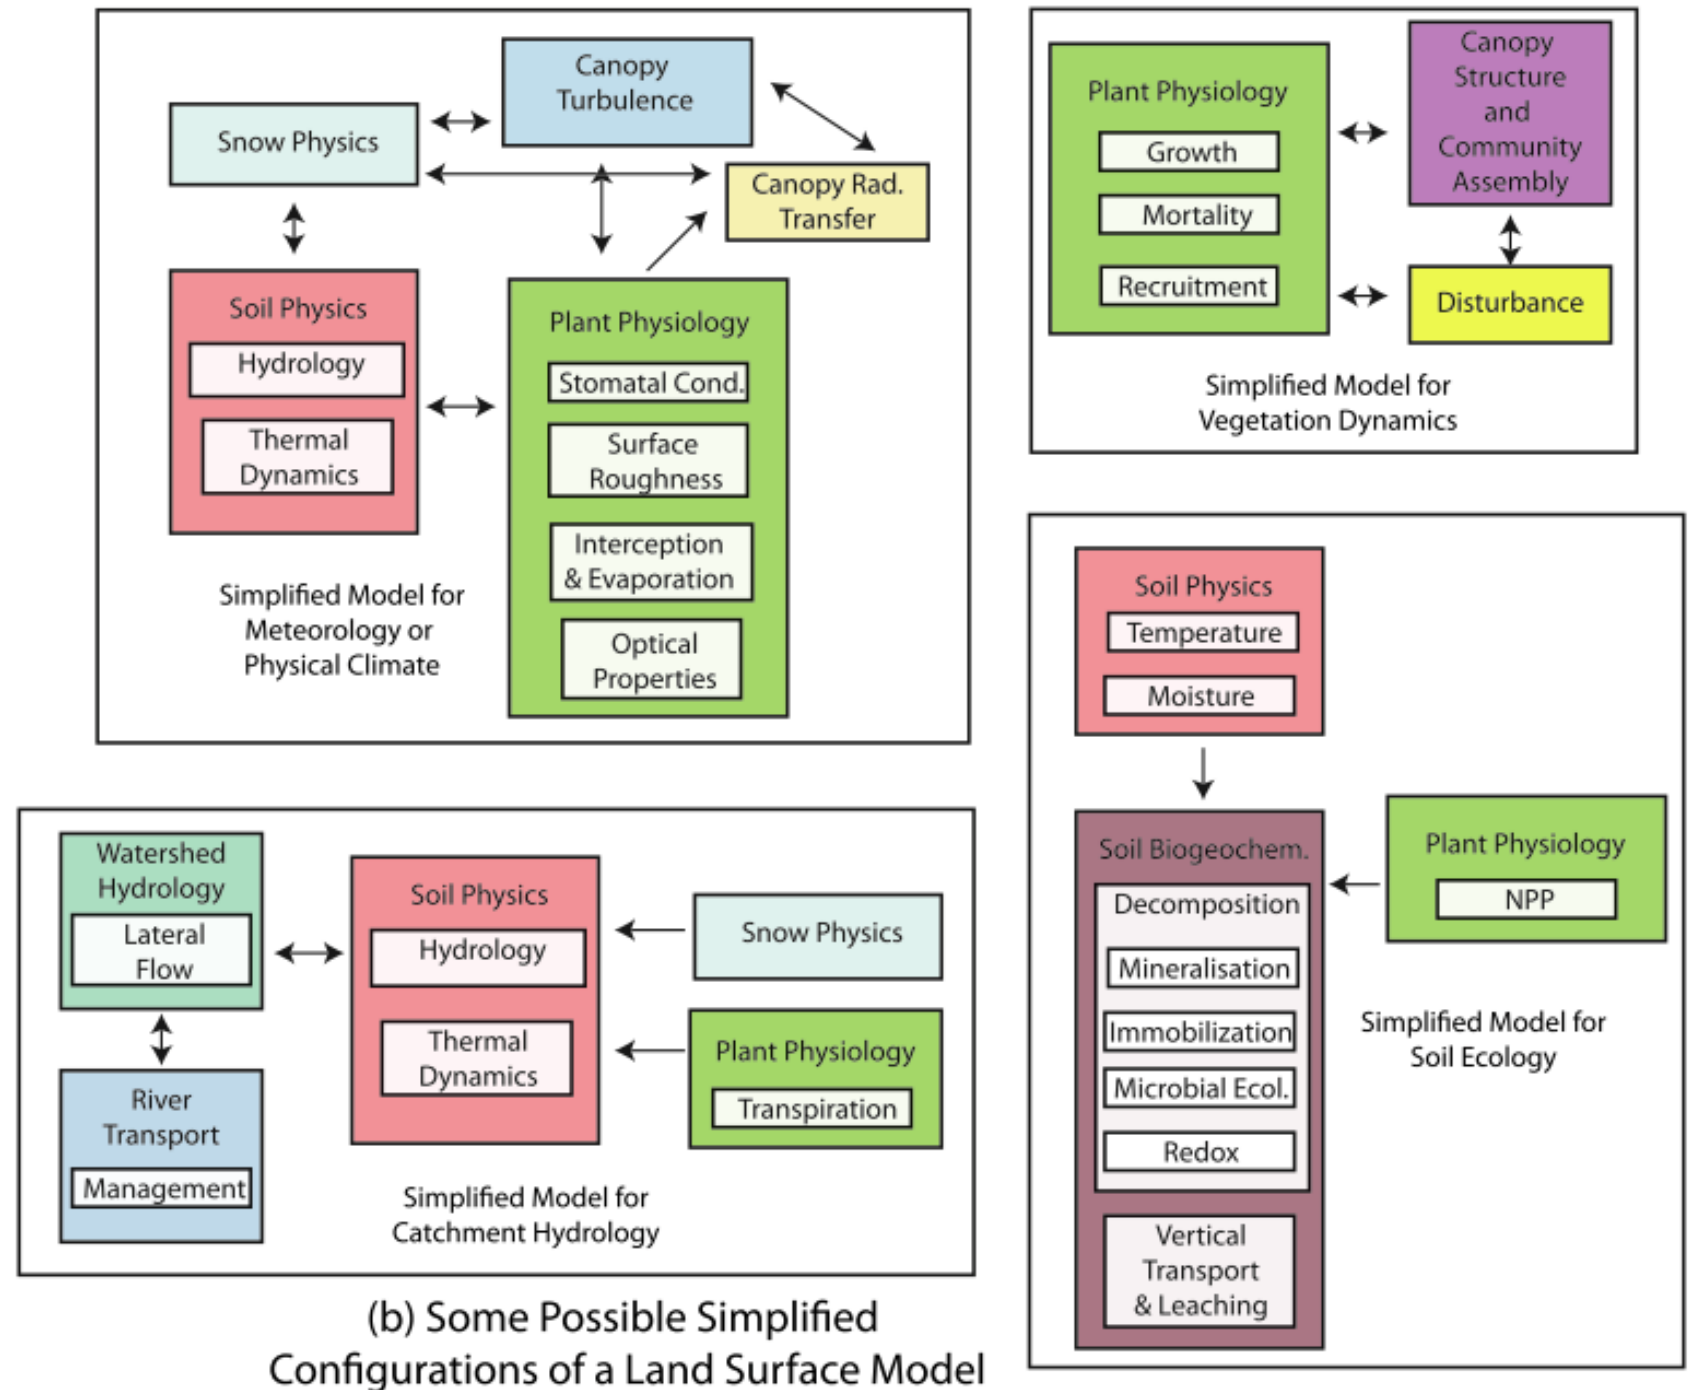 Canopy
Turbulence
Snow Physics
Canopy Rad.
Transfer
Soil Physics
Hydrology
Thermal
Dynamics
Plant Physiology
Stomatal Cond.
Surface
Roughness
Interception
& Evaporation
Optical
Properties
Simplified Model for
Meteorology or
Physical Climate
Plant Physiology
Growth
Mortality
Recruitment
Canopy
Structure
and
Community
Assembly
Disturbance
Simplified Model for
Vegetation Dynamics
Watershed
Hydrology
Lateral
Flow
River
Transport
Management
Soil Physics
Hydrology
Thermal
Dynamics
Snow Physics
Plant Physiology
Transpiration
Simplified Model for
Catchment Hydrology
Soil Physics
Temperature
Moisture
Soil Biogeochem.
Decomposition
Mineralisation
Immobilization
Microbial Ecol.
Redox
Vertical
Transport
& Leaching
Plant Physiology
NPP
Simplified Model for
Soil Ecology
(b) Some Possible Simplified
Configurations of a Land Surface Model